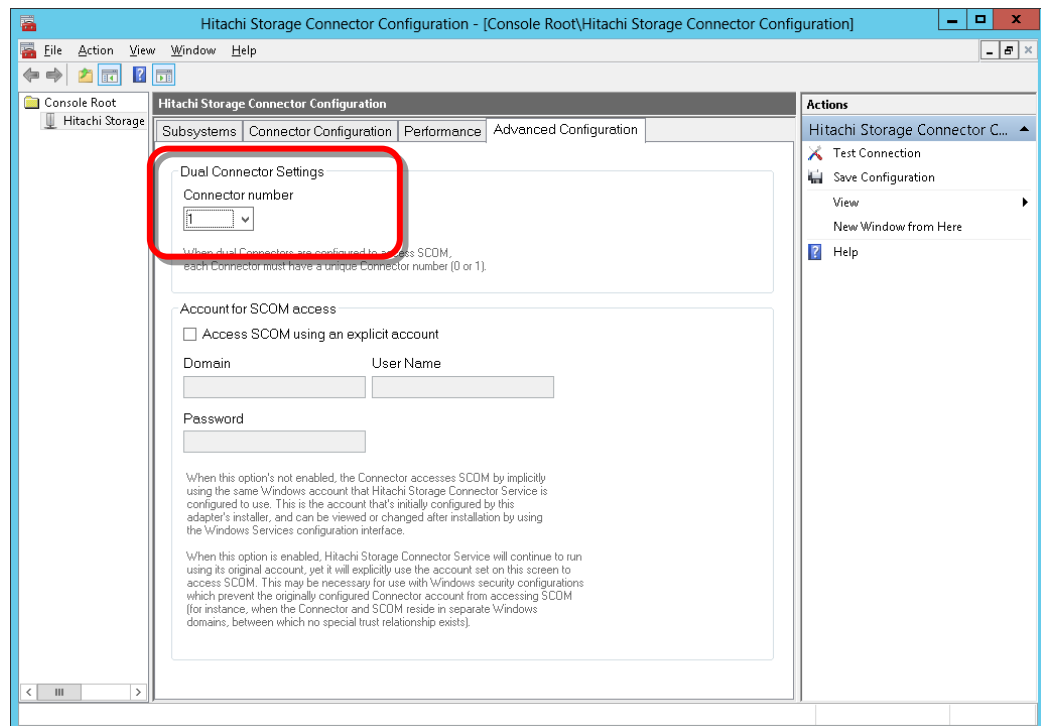 Hitachi Storage Connector Configuration - [Console Root\Hitachi Storage Connector Configuration]
File Action View Window Help
Console Root
Hitachi Storage
Hitachi Storage Connector Configuration
Subsystems Connector Configuration Performance Advanced Configuration
Dual Connector Settings
Connector number
1
When dual Connectors are configured to access SCOM,
each Connector must have a unique Connector number (0 or 1).
Account for SCOM access
Access SCOM using an explicit account
Domain User Name
Password
When this option's not enabled, the Connector accesses SCOM by implicitly
using the same Windows account that Hitachi Storage Connector Service is
configured to use. This is the account that's initially configured by this
adapter's installer, and can be viewed or changed after installation by using
the Windows Services configuration interface.
When this option is enabled, Hitachi Storage Connector Service will continue to run
using its original account, yet it will explicitly use the account set on this screen to
access SCOM. This may be necessary for use with Windows security configurations
which prevent the originally configured Connector account from accessing SCOM
(for instance, when the Connector and SCOM reside in separate Windows
domains, between which no special trust relationship exists).
Actions
Hitachi Storage Connector C...
Test Connection
Save Configuration
View
New Window from Here
Help